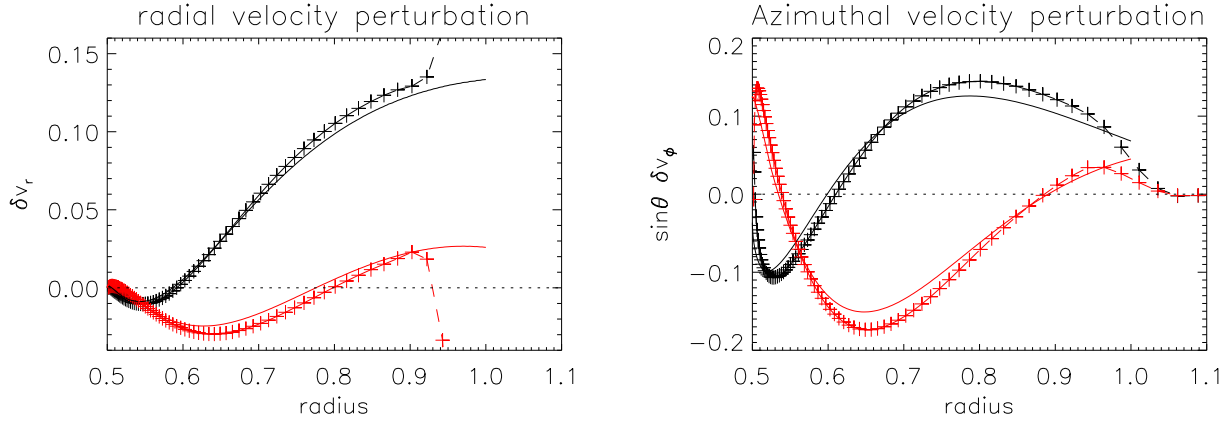 radial velocity perturbation
0.15
0.10
0.05
0.00
δv_r
0.5 0.6 0.7 0.8 0.9 1.0 1.1
radius
Azimuthal velocity perturbation
0.2
0.1
0.0
−0.1
−0.2
sinθ δv_ϕ
0.5 0.6 0.7 0.8 0.9 1.0 1.1
radius